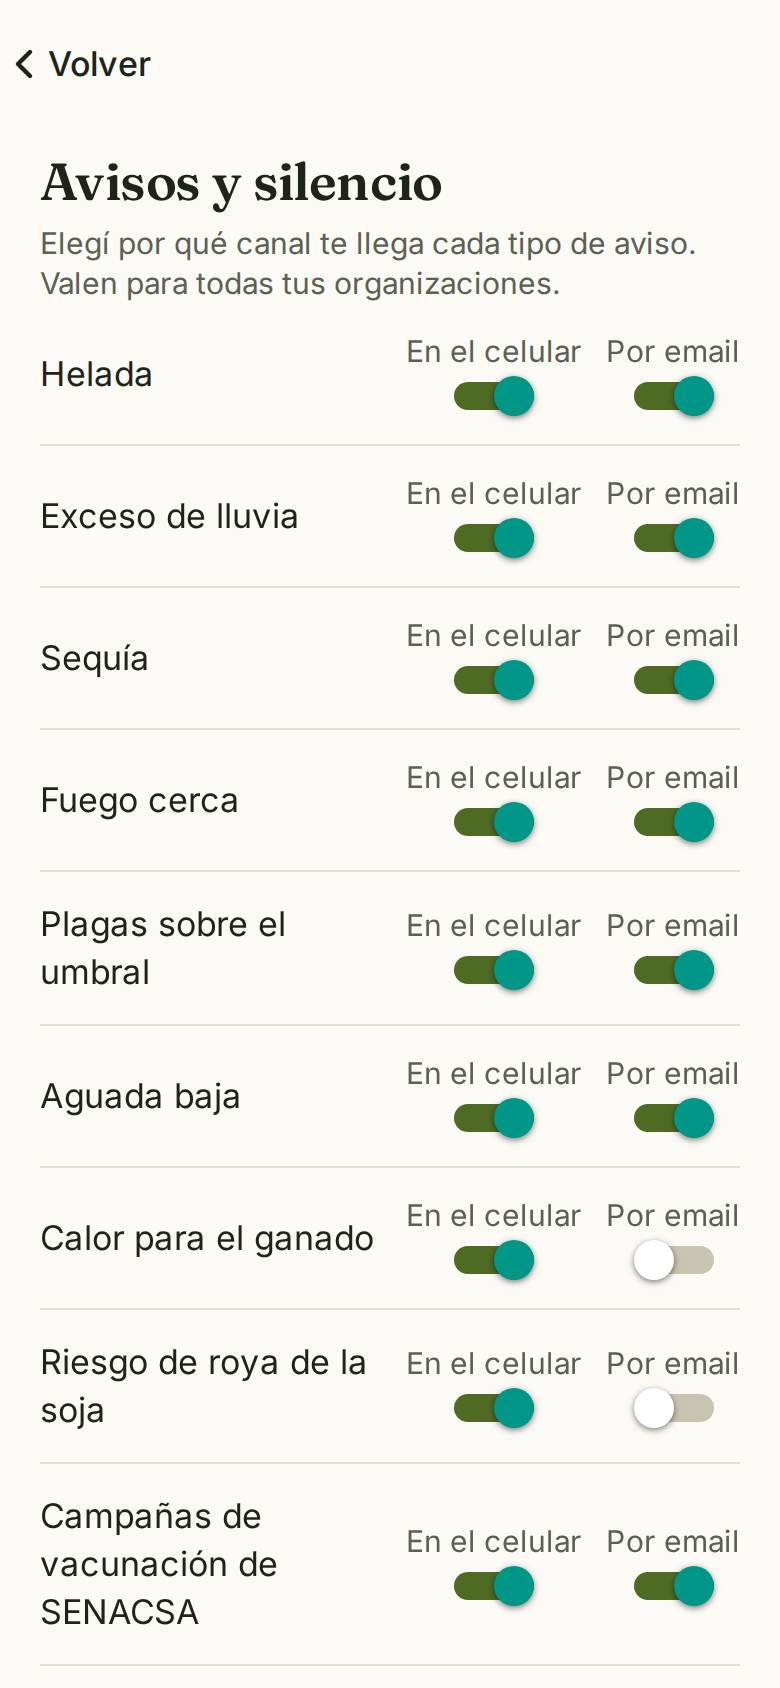 Volver
Avisos y silencio
Elegí por qué canal te llega cada tipo de aviso.
Valen para todas tus organizaciones.
Helada
En el celular Por email
Exceso de lluvia
En el celular Por email
Sequía
En el celular Por email
Fuego cerca
En el celular Por email
Plagas sobre el
umbral
En el celular Por email
Aguada baja
En el celular Por email
Calor para el ganado
En el celular Por email
Riesgo de roya de la
soja
En el celular Por email
Campañas de
vacunación de
SENACSA
En el celular Por email